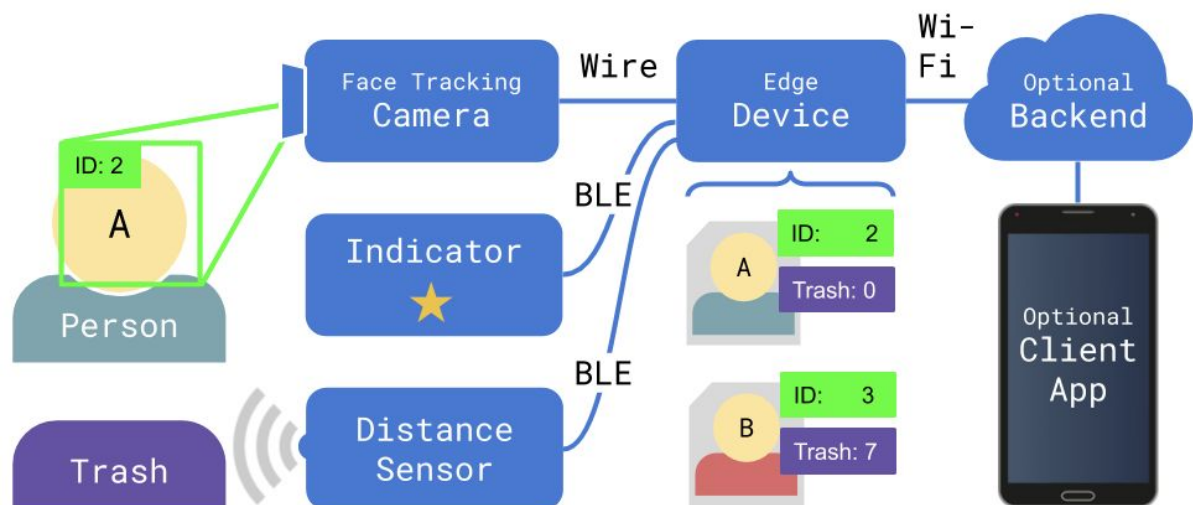 ID: 2
A
Person
Trash
Face Tracking
Camera
Wire
BLE
Indicator
BLE
Distance
Sensor
Edge
Device
ID: 2
A
Trash: 0
ID: 3
B
Trash: 7
Wi-
Fi
Optional
Backend
Optional
Client
App